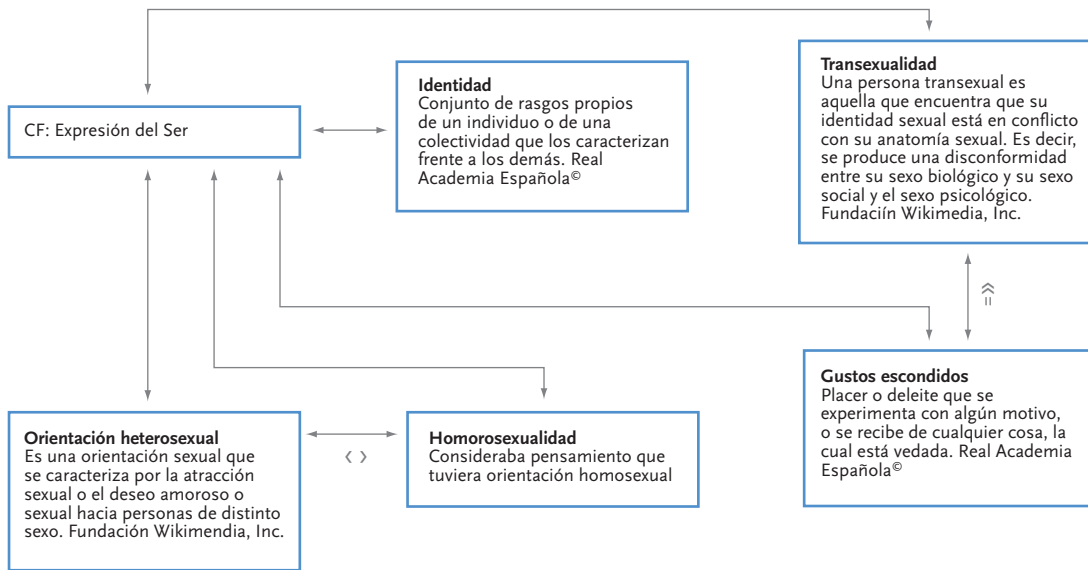 CF: Expresión del Ser
Identidad
Conjunto de rasgos propios
de un individuo o de una
colectividad que los caracterizan
frente a los demás. Real
Academia Española©
Transexualidad
Una persona transexual es
aquella que encuentra que su
identidad sexual está en conflicto
con su anatomía sexual. Es decir,
se produce una disconformidad
entre su sexo biológico y su sexo
social y el sexo psicológico.
Fundaciín Wikimedia, Inc.
Orientación heterosexual
Es una orientación sexual que
se caracteriza por la atracción
sexual o el deseo amoroso o
sexual hacia personas de distinto
sexo. Fundación Wikimendia, Inc.
Homorosexualidad
Consideraba pensamiento que
tuviera orientación homosexual
Gustos escondidos
Placer o deleite que se
experimenta con algún motivo,
o se recibe de cualquier cosa, la
cual está vedada. Real Academia
Española©